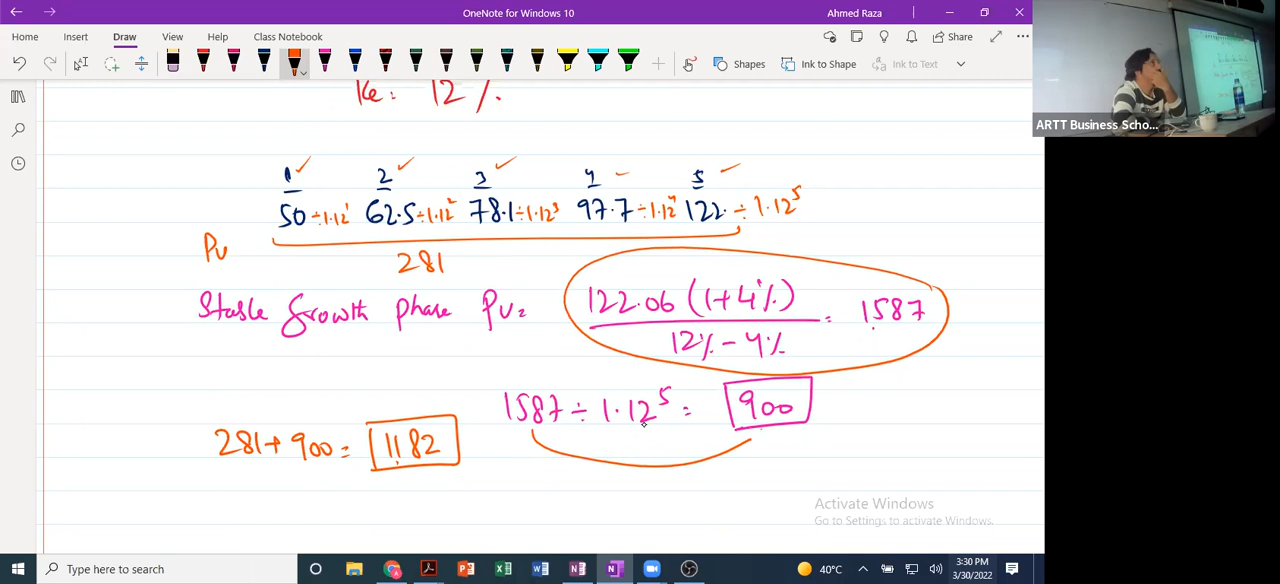 OneNote for Windows 10
Ahmed Raza
Home Insert Draw View Help Class Notebook
Share
Shapes Ink to Shape Ink to Text
ARTT Business Scho...
Ke: 12%.
1 2 3 4 5
50 ÷1.12¹ 62.5 ÷1.12² 78.1 ÷1.12³ 97.7 ÷1.12⁴ 122. ÷1.12⁵
Pv
281
Stable Growth phase Pv= 122.06 (1+4%) / 12% - 4% = 1587
1587 ÷ 1.12⁵ = 900
281+900= 1182
Activate Windows
Go to Settings to activate Windows.
Type here to search
40°C
3:30 PM
3/30/2022